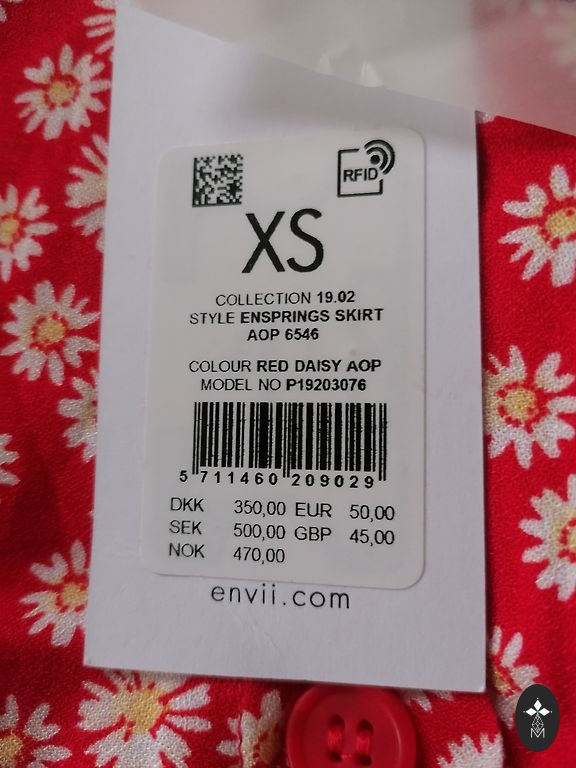 RFID
XS
COLLECTION 19.02
STYLE ENSPRINGS SKIRT
AOP 6546
COLOUR RED DAISY AOP
MODEL NO P19203076
5 711460 209029
DKK 350,00 EUR 50,00
SEK 500,00 GBP 45,00
NOK 470,00
envii.com
M